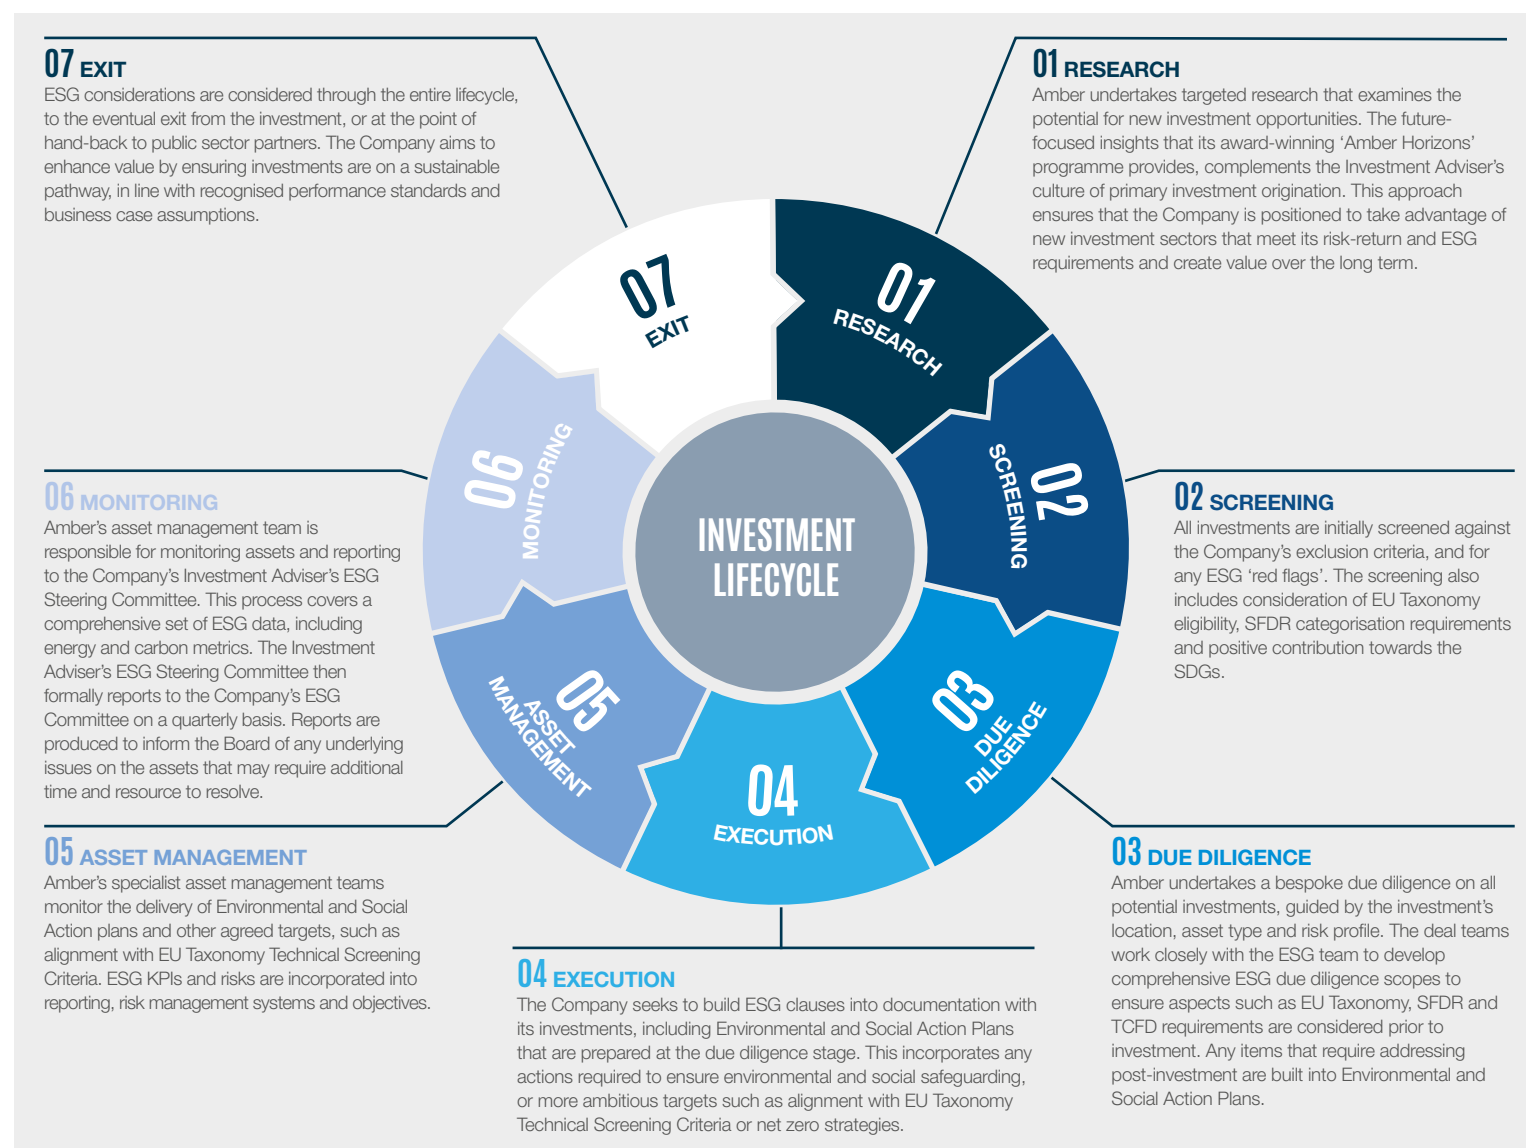 07 EXIT
ESG considerations are considered through the entire lifecycle,
to the eventual exit from the investment, or at the point of
hand-back to public sector partners. The Company aims to
enhance value by ensuring investments are on a sustainable
pathway, in line with recognised performance standards and
business case assumptions.
01 RESEARCH
Amber undertakes targeted research that examines the
potential for new investment opportunities. The future-
focused insights that its award-winning ‘Amber Horizons’
programme provides, complements the Investment Adviser’s
culture of primary investment origination. This approach
ensures that the Company is positioned to take advantage of
new investment sectors that meet its risk-return and ESG
requirements and create value over the long term.
07
EXIT
01
RESEARCH
06
MONITORING
02
SCREENING
INVESTMENT
LIFECYCLE
05
ASSET
MANAGEMENT
03
DUE
DILIGENCE
04
EXECUTION
06 MONITORING
Amber’s asset management team is
responsible for monitoring assets and reporting
to the Company’s Investment Adviser’s ESG
Steering Committee. This process covers a
comprehensive set of ESG data, including
energy and carbon metrics. The Investment
Adviser’s ESG Steering Committee then
formally reports to the Company’s ESG
Committee on a quarterly basis. Reports are
produced to inform the Board of any underlying
issues on the assets that may require additional
time and resource to resolve.
02 SCREENING
All investments are initially screened against
the Company’s exclusion criteria, and for
any ESG ‘red flags’. The screening also
includes consideration of EU Taxonomy
eligibility, SFDR categorisation requirements
and positive contribution towards the
SDGs.
05 ASSET MANAGEMENT
Amber’s specialist asset management teams
monitor the delivery of Environmental and Social
Action plans and other agreed targets, such as
alignment with EU Taxonomy Technical Screening
Criteria. ESG KPIs and risks are incorporated into
reporting, risk management systems and objectives.
04 EXECUTION
The Company seeks to build ESG clauses into documentation with
its investments, including Environmental and Social Action Plans
that are prepared at the due diligence stage. This incorporates any
actions required to ensure environmental and social safeguarding,
or more ambitious targets such as alignment with EU Taxonomy
Technical Screening Criteria or net zero strategies.
03 DUE DILIGENCE
Amber undertakes a bespoke due diligence on all
potential investments, guided by the investment’s
location, asset type and risk profile. The deal teams
work closely with the ESG team to develop
comprehensive ESG due diligence scopes to
ensure aspects such as EU Taxonomy, SFDR and
TCFD requirements are considered prior to
investment. Any items that require addressing
post-investment are built into Environmental and
Social Action Plans.